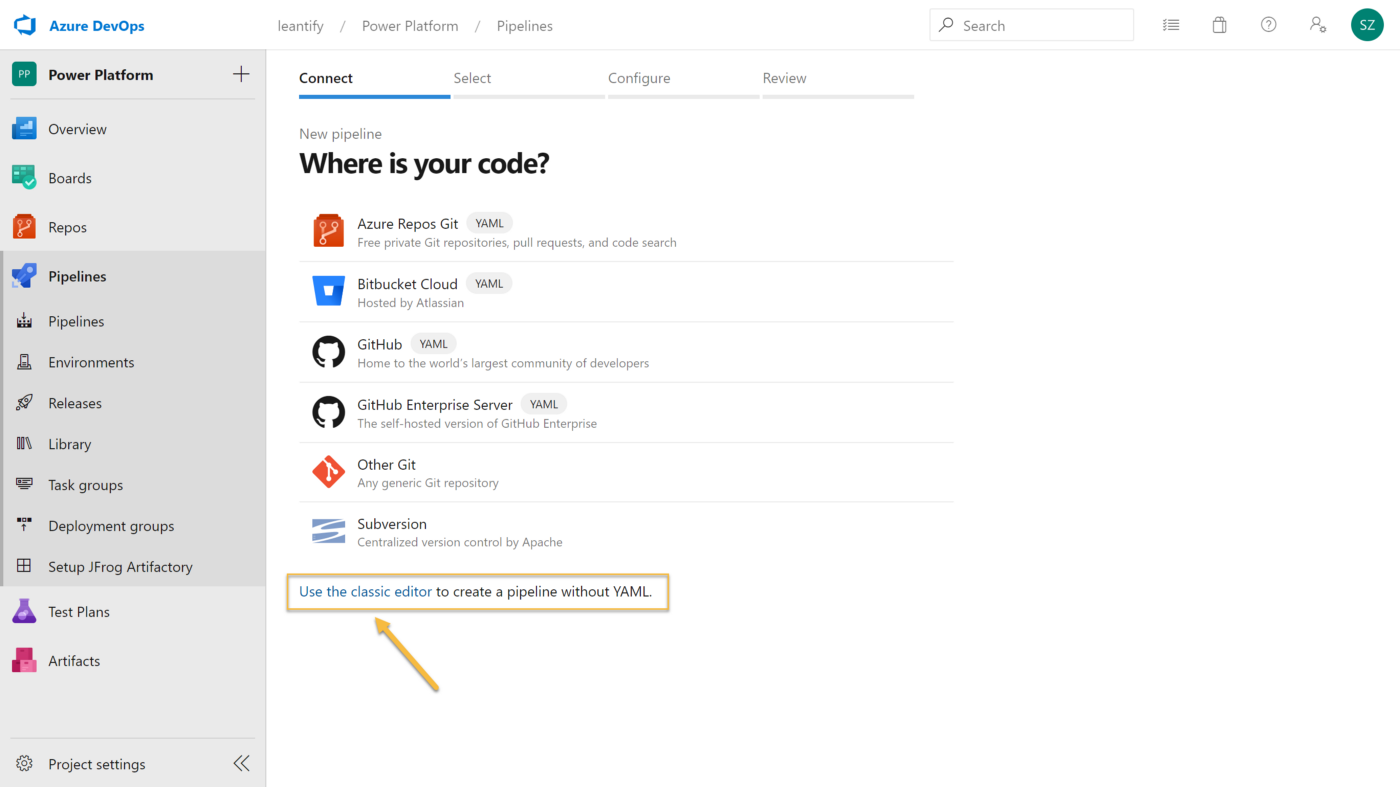 Azure DevOps
leantify / Power Platform / Pipelines
Search
SZ
PP Power Platform
Overview
Boards
Repos
Pipelines
Pipelines
Environments
Releases
Library
Task groups
Deployment groups
Setup JFrog Artifactory
Test Plans
Artifacts
Project settings
Connect Select Configure Review
New pipeline
Where is your code?
Azure Repos Git YAML
Free private Git repositories, pull requests, and code search
Bitbucket Cloud YAML
Hosted by Atlassian
GitHub YAML
Home to the world's largest community of developers
GitHub Enterprise Server YAML
The self-hosted version of GitHub Enterprise
Other Git
Any generic Git repository
Subversion
Centralized version control by Apache
Use the classic editor to create a pipeline without YAML.